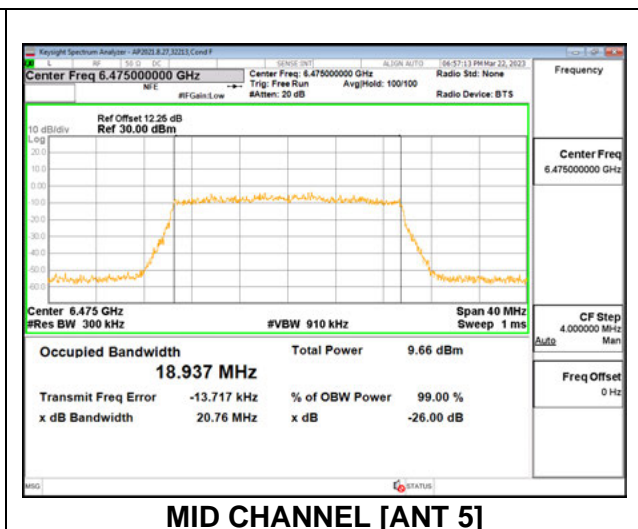 Keysight Spectrum Analyzer - AP2021.8.27,32213,Cond F
L RF 50 Ω DC SENSE:INT ALIGN AUTO 06:57:13 PM Mar 22, 2023
Center Freq 6.475000000 GHz Center Freq: 6.475000000 GHz Radio Std: None Frequency
NFE Trig: Free Run Avg|Hold: 100/100
#IFGain:Low #Atten: 20 dB Radio Device: BTS
Ref Offset 12.25 dB
10 dB/div Ref 30.00 dBm
Log
20.0
10.0
0.00
-10.0
-20.0
-30.0
-40.0
-50.0
-60.0
Center 6.475 GHz Span 40 MHz
#Res BW 300 kHz #VBW 910 kHz Sweep 1 ms
Occupied Bandwidth Total Power 9.66 dBm
18.937 MHz
Transmit Freq Error -13.717 kHz % of OBW Power 99.00 %
x dB Bandwidth 20.76 MHz x dB -26.00 dB
Center Freq
6.475000000 GHz
CF Step
4.000000 MHz
Auto Man
Freq Offset
0 Hz
MSG STATUS
MID CHANNEL [ANT 5]